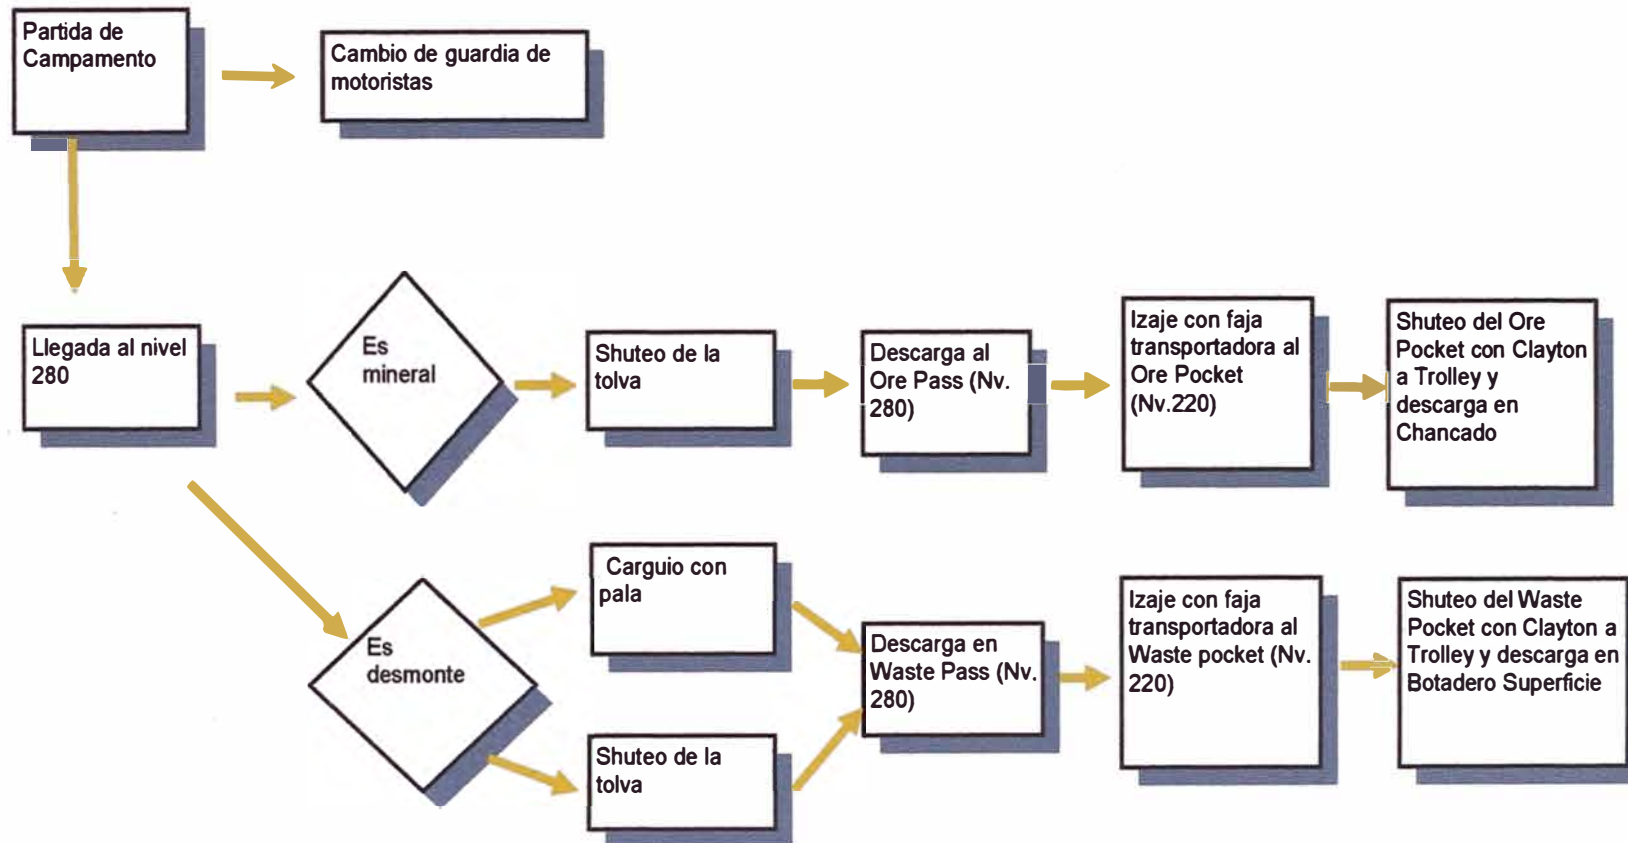 Partida de
Campamento
Cambio de guardia de
motoristas
Llegada al nivel
280
Es
mineral
Shuteo de la
tolva
Descarga al
Ore Pass (Nv.
280)
Izaje con faja
transportadora al
Ore Pocket
(Nv.220)
Shuteo del Ore
Pocket con Clayton
a Trolley y
descarga en
Chancado
Es
desmonte
Carguio con
pala
Shuteo de la
tolva
Descarga en
Waste Pass (Nv.
280)
Izaje con faja
transportadora al
Waste pocket (Nv.
220)
Shuteo del Waste
Pocket con Clayton a
Trolley y descarga en
Botadero Superficie